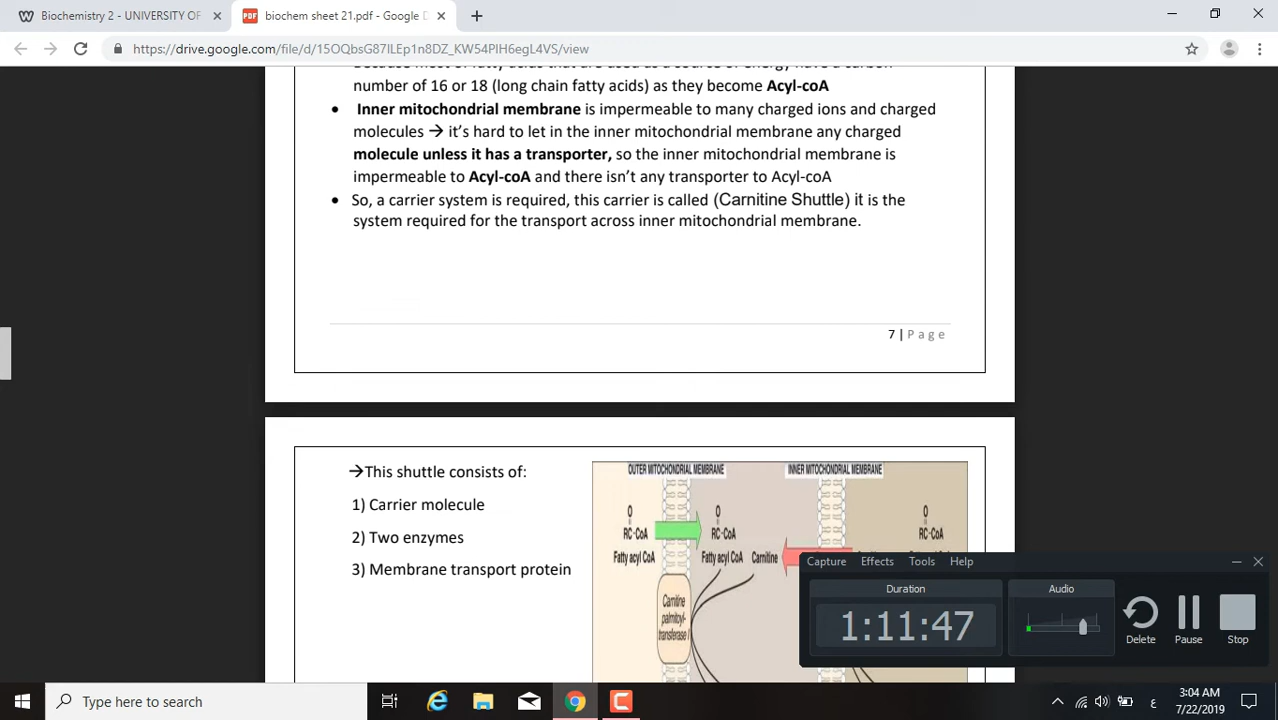 Biochemistry 2 - UNIVERSITY OF
biochem sheet 21.pdf - Google D
https://drive.google.com/file/d/15OQbsG87lLEp1n8DZ_KW54PlH6egL4VS/view
number of 16 or 18 (long chain fatty acids) as they become Acyl-coA
• Inner mitochondrial membrane is impermeable to many charged ions and charged
molecules → it's hard to let in the inner mitochondrial membrane any charged
molecule unless it has a transporter, so the inner mitochondrial membrane is
impermeable to Acyl-coA and there isn't any transporter to Acyl-coA
• So, a carrier system is required, this carrier is called (Carnitine Shuttle) it is the
system required for the transport across inner mitochondrial membrane.
7 | Page
→This shuttle consists of:
1) Carrier molecule
2) Two enzymes
3) Membrane transport protein
OUTER MITOCHONDRIAL MEMBRANE
INNER MITOCHONDRIAL MEMBRANE
O
RC-CoA
Fatty acyl CoA
O
RC-CoA
Fatty acyl CoA
Carnitine
O
RC-CoA
Carnitine
palmitoyl-
transferase I
Capture
Effects
Tools
Help
Duration
1:11:47
Audio
Delete
Pause
Stop
Type here to search
ع
3:04 AM
7/22/2019